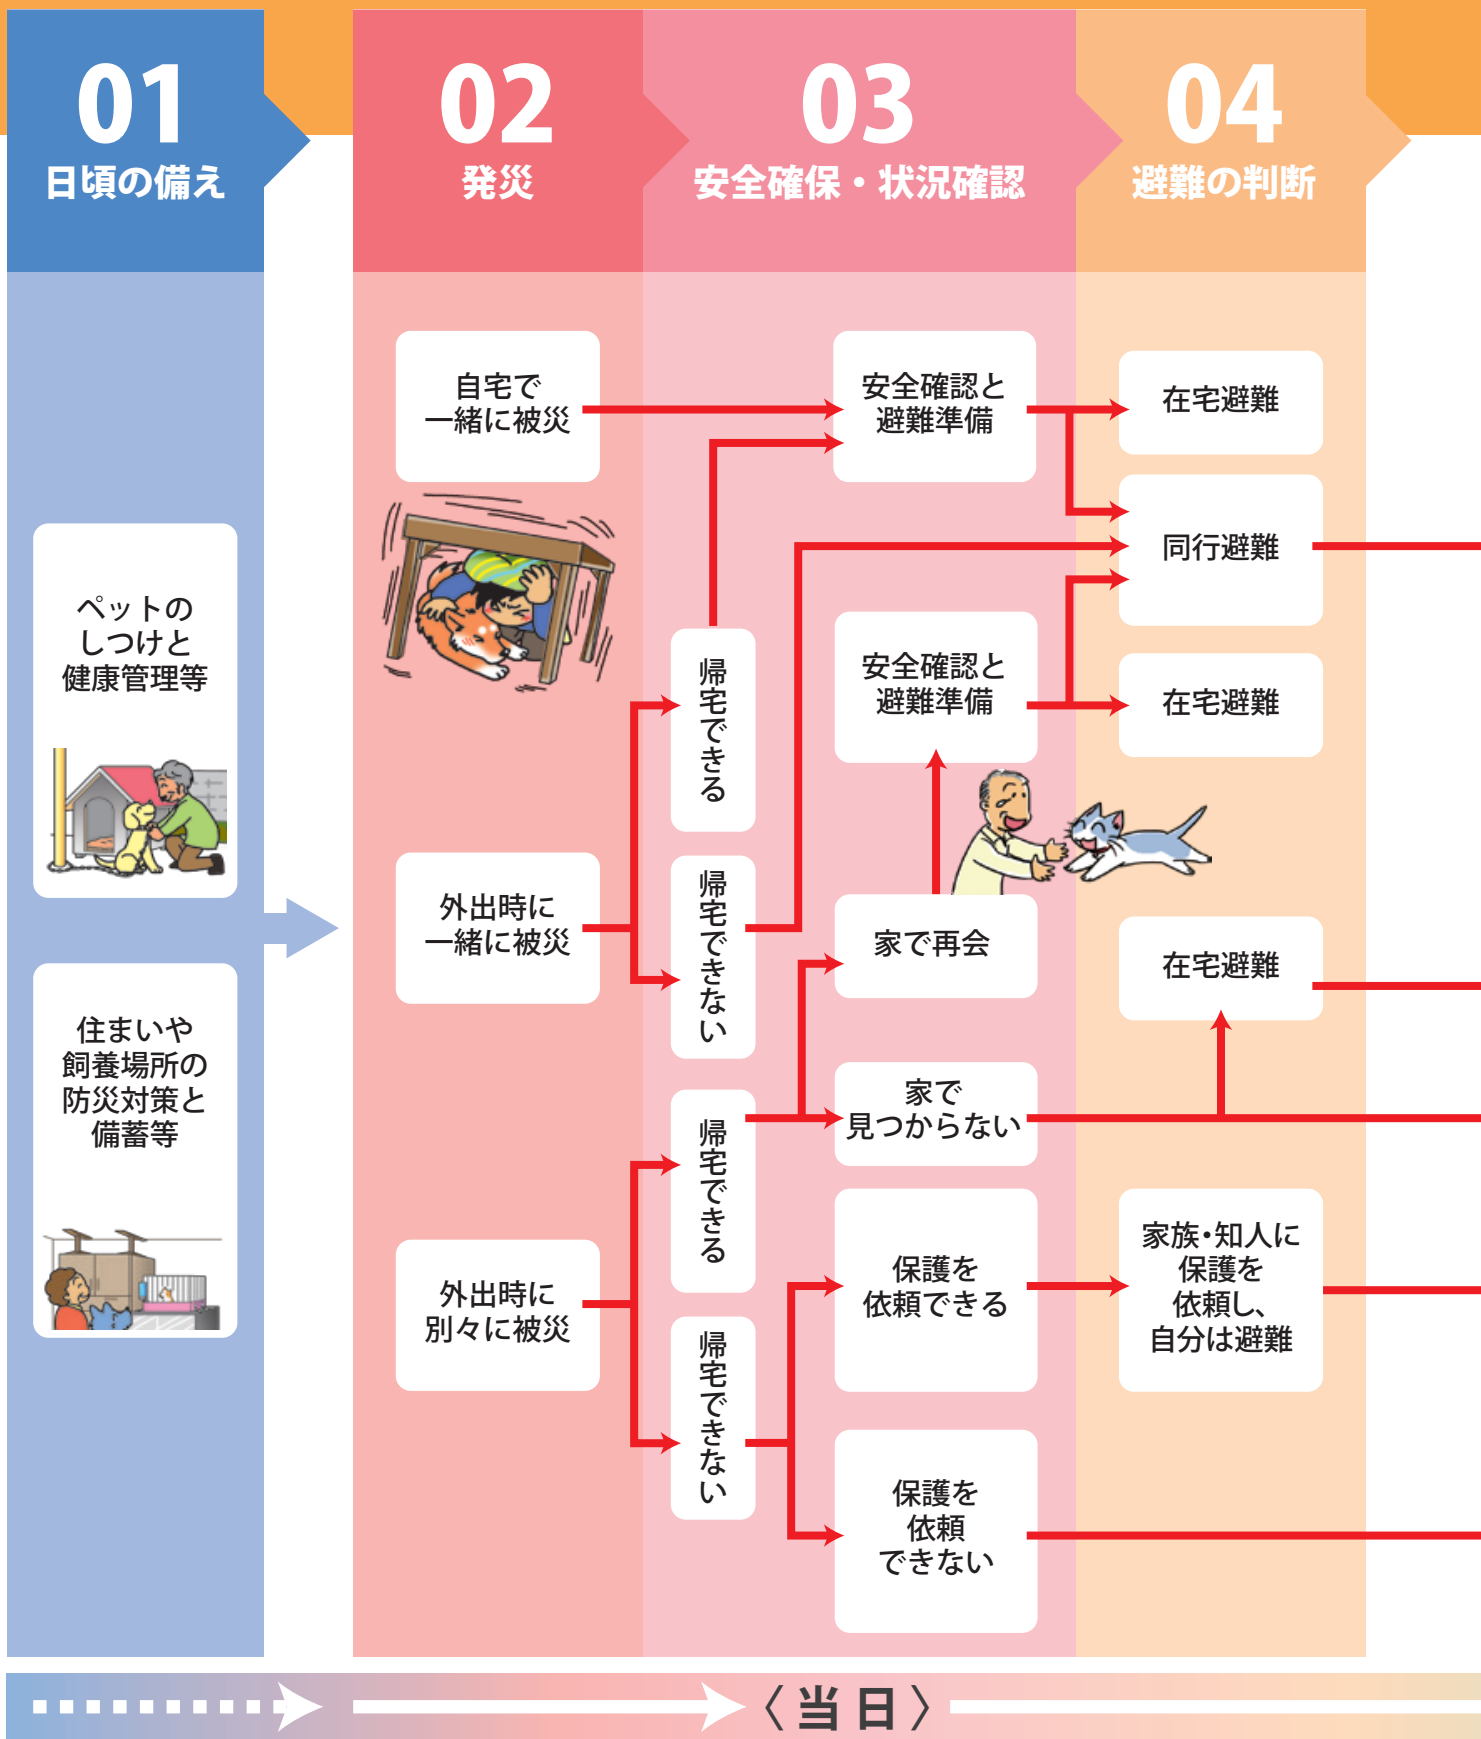 01
日頃の備え
02
発災
03
安全確保・状況確認
04
避難の判断
ペットの
しつけと
健康管理等
住まいや
飼養場所の
防災対策と
備蓄等
自宅で
一緒に被災
外出時に
一緒に被災
外出時に
別々に被災
帰宅できる
帰宅できない
帰宅できる
帰宅できない
安全確認と
避難準備
安全確認と
避難準備
家で再会
家で
見つからない
保護を
依頼できる
保護を
依頼
できない
在宅避難
同行避難
在宅避難
在宅避難
家族・知人に
保護を
依頼し、
自分は避難
〈当日〉